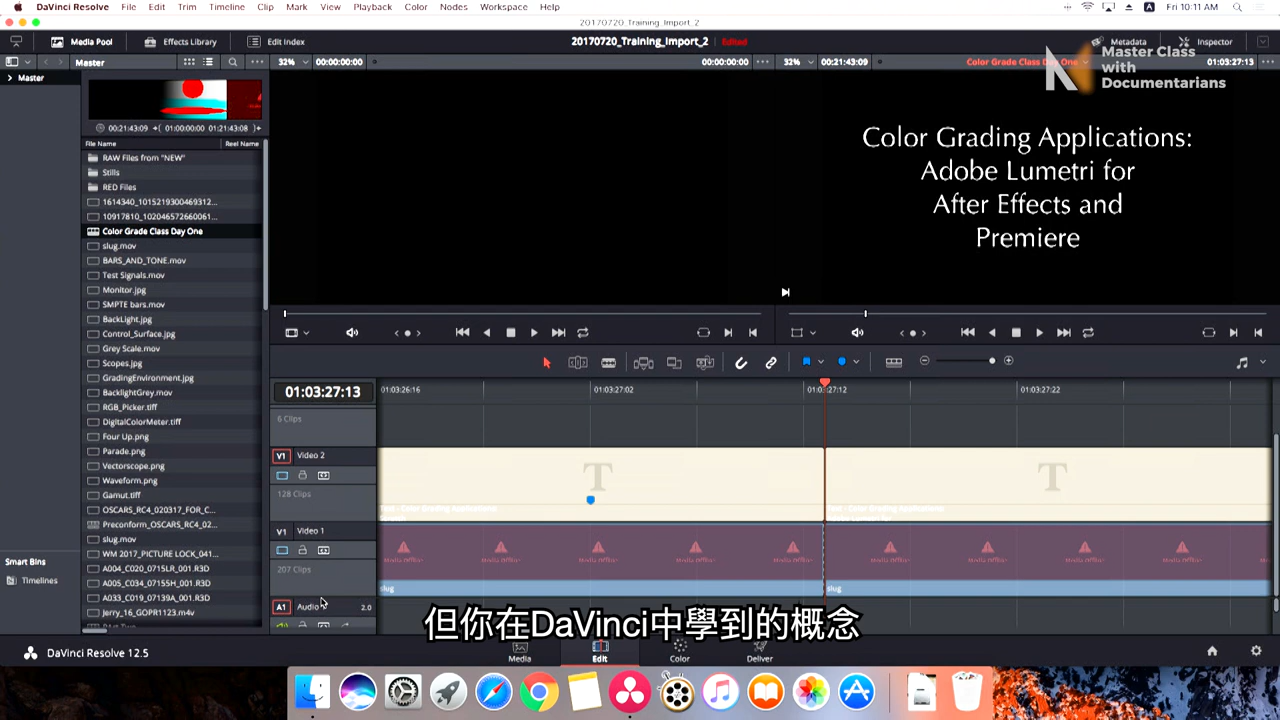 DaVinci Resolve File Edit Trim Timeline Clip Mark View Playback Color Nodes Workspace Help
Fri 10:11 AM
20170720_Training_Import_2
Media Pool Effects Library Edit Index
20170720_Training_Import_2 Edited
Metadata Inspector
Master
32% 00:00:00:00
00:00:00:00
32% 00:21:43:09
Color Grade Class Day One
01:03:27:13
Master Class
with
Documentarians
Master
00:21:43:09 01:00:00:00 01:21:43:08
File Name Reel Name
RAW Files from "NEW"
Stills
RED Files
1614340_1015219300469312...
10917810_102046572660061...
Color Grade Class Day One
slug.mov
BARS_AND_TONE.mov
Test Signals.mov
Monitor.jpg
SMPTE bars.mov
BackLight.jpg
Control_Surface.jpg
Grey Scale.mov
Scopes.jpg
GradingEnvironment.jpg
BacklightGrey.mov
RGB_Picker.tiff
DigitalColorMeter.tiff
Four Up.png
Parade.png
Vectorscope.png
Waveform.png
Gamut.tiff
OSCARS_RC4_020317_FOR_C...
Preconform_OSCARS_RC4_02...
slug.mov
WM 2017_PICTURE LOCK_041...
A004_C020_0715LR_001.R3D
A005_C034_07155H_001.R3D
A033_C019_0713OA_001.R3D
Jerry_16_GOPR1123.m4v
Smart Bins
Timelines
Color Grading Applications:
Adobe Lumetri for
After Effects and
Premiere
01:03:27:13
01:03:26:16 01:03:27:02 01:03:27:12 01:03:27:22
6 Clips
V1 Video 2
128 Clips
T T
V1 Video 1
207 Clips
slug slug
A1 Audio 2.0
但你在DaVinci中學到的概念
DaVinci Resolve 12.5
Media Edit Color Deliver